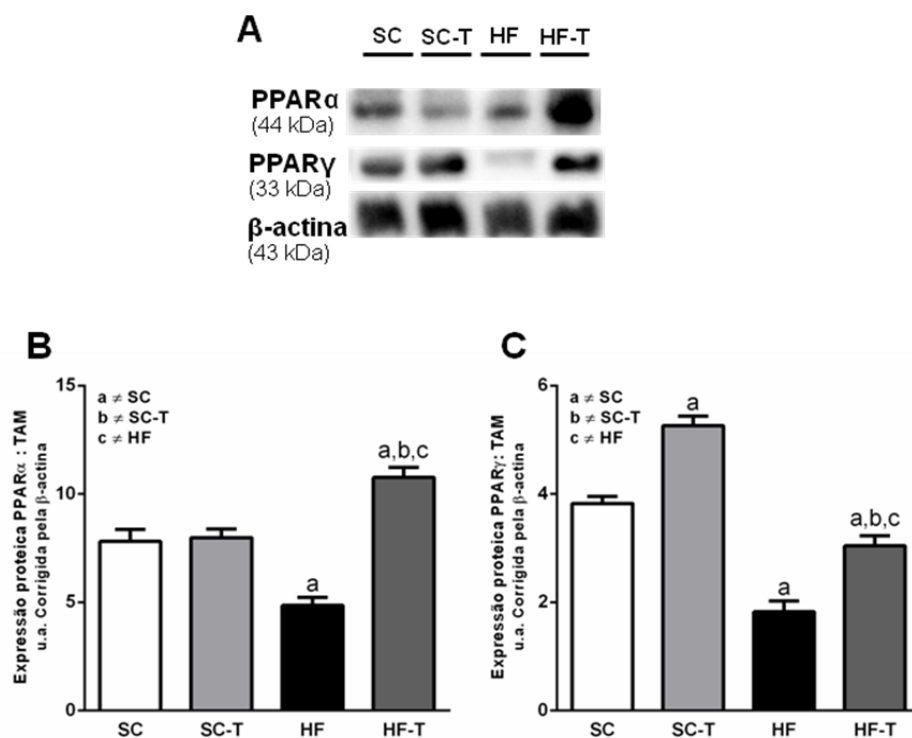 A
SC SC-T HF HF-T
PPARα
(44 kDa)
PPARγ
(33 kDa)
β-actina
(43 kDa)
B
Expressão proteica PPARα : TAM
u.a. Corrigida pela β-actina
15
10
5
0
a ≠ SC
b ≠ SC-T
c ≠ HF
a
a,b,c
SC SC-T HF HF-T
C
Expressão proteica PPARγ: TAM
u.a. Corrigida pela β-actina
6
4
2
0
a ≠ SC
b ≠ SC-T
c ≠ HF
a
a
a,b,c
SC SC-T HF HF-T